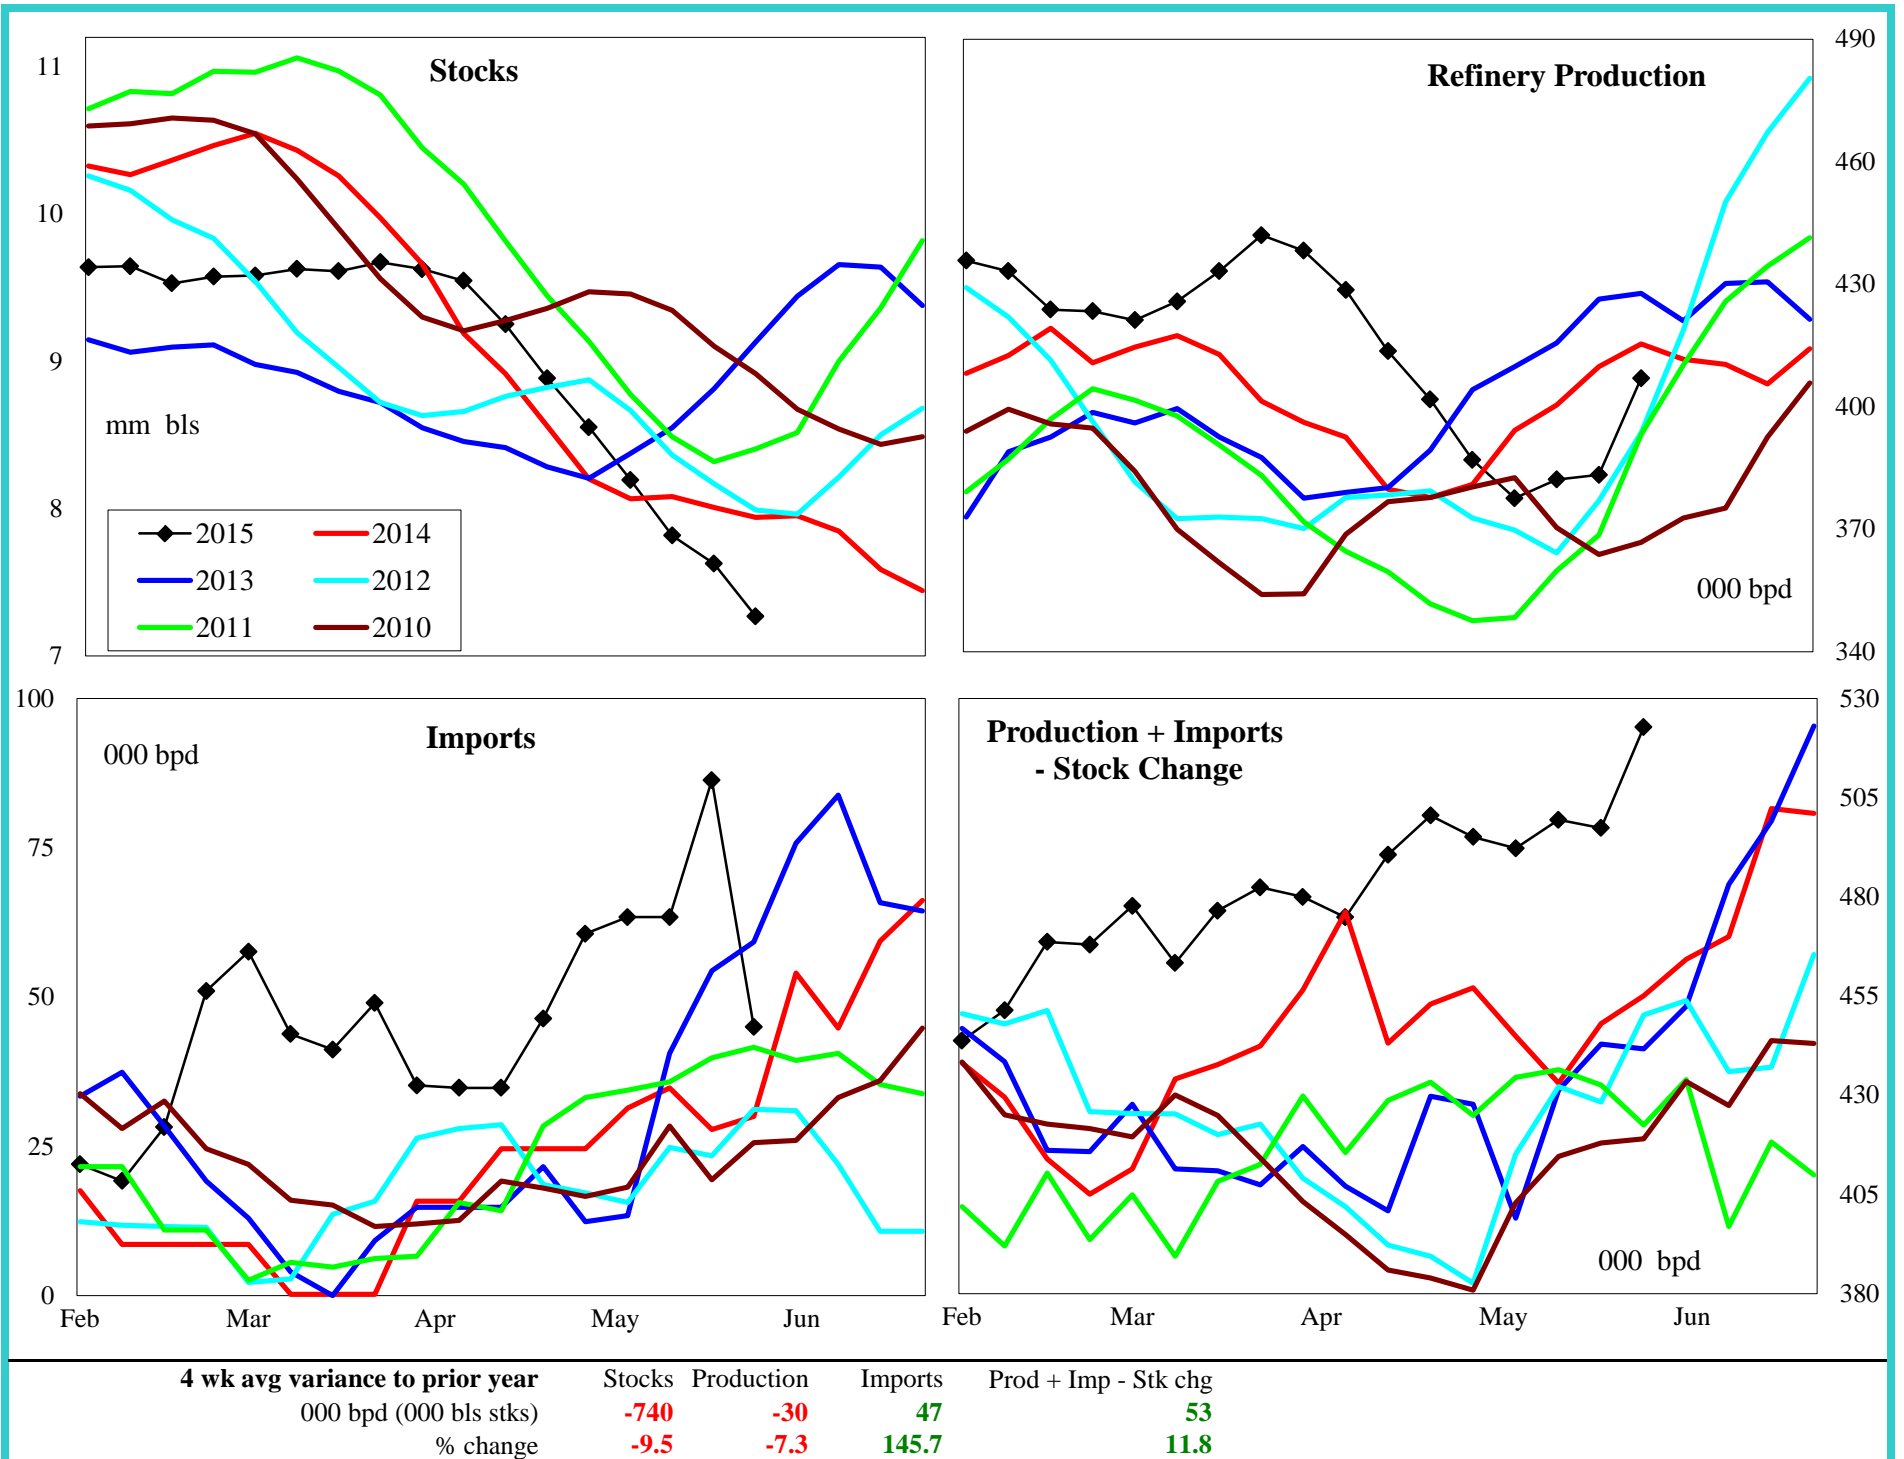 Stocks
11
10
9
8
7
mm bls
2015
2014
2013
2012
2011
2010
Refinery Production
490
460
430
400
370
340
000 bpd
Imports
000 bpd
100
75
50
25
0
Feb Mar Apr May Jun
Production + Imports
- Stock Change
530
505
480
455
430
405
380
000 bpd
Feb Mar Apr May Jun
4 wk avg variance to prior year Stocks Production Imports Prod + Imp - Stk chg
000 bpd (000 bls stks) -740 -30 47 53
% change -9.5 -7.3 145.7 11.8